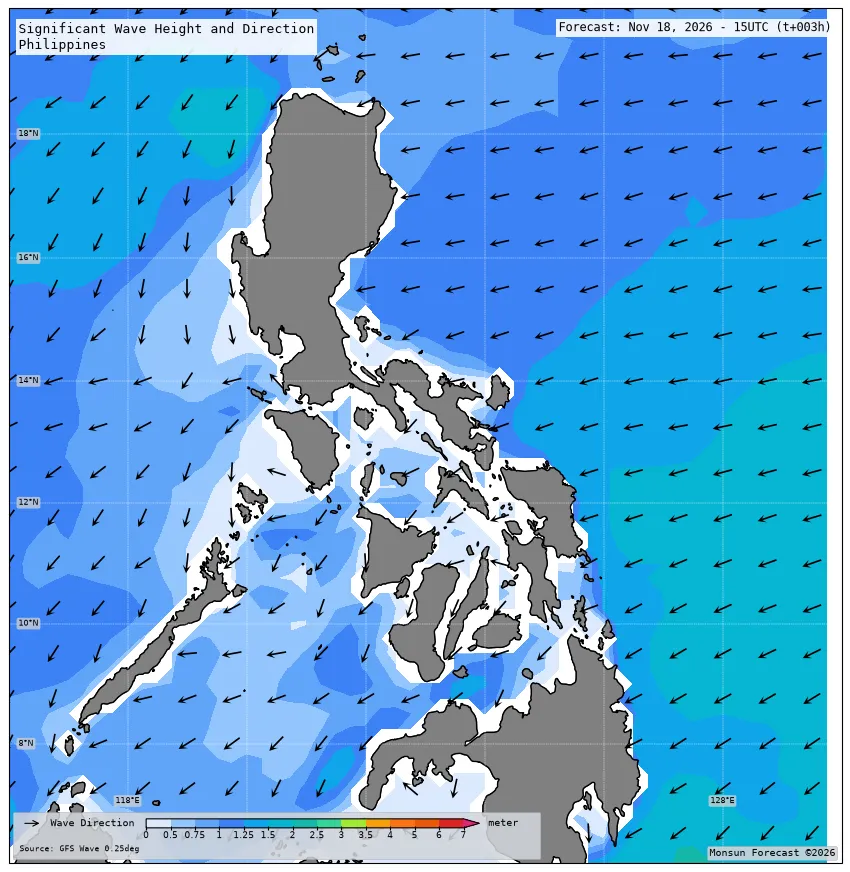 Significant Wave Height and Direction
Philippines
Forecast: Nov 18, 2026 - 15UTC (t+003h)
18°N
16°N
14°N
12°N
10°N
8°N
118°E
128°E
Wave Direction
meter
0 0.5 0.75 1 1.25 1.5 2 2.5 3 3.5 4 5 6 7
Source: GFS Wave 0.25deg
Monsun Forecast ©2026